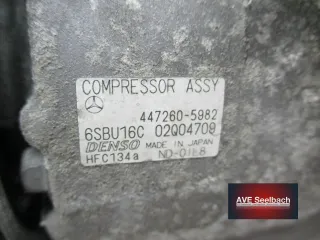 COMPRESSOR ASSY
447260-5982
6SBU16C 02Q04709
DENSO MADE IN JAPAN
HFC134a ND-OIL8
AVE Seelbach